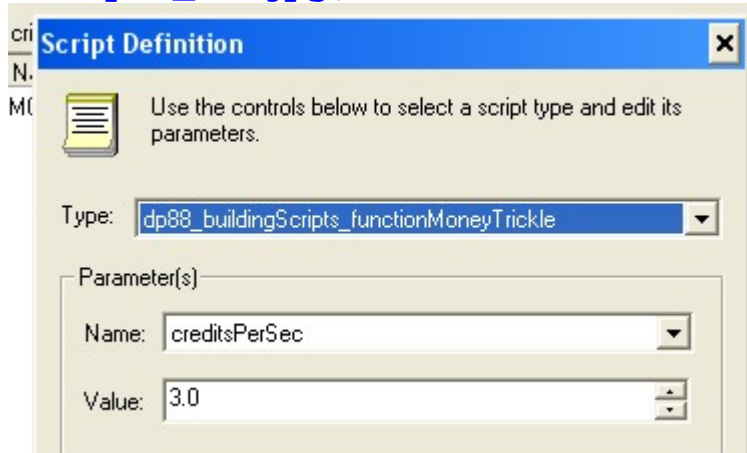 cri
Script Definition
N.
Use the controls below to select a script type and edit its
parameters.
Type: dp88_buildingScripts_functionMoneyTrickle
Parameter(s)
Name: creditsPerSec
Value: 3.0